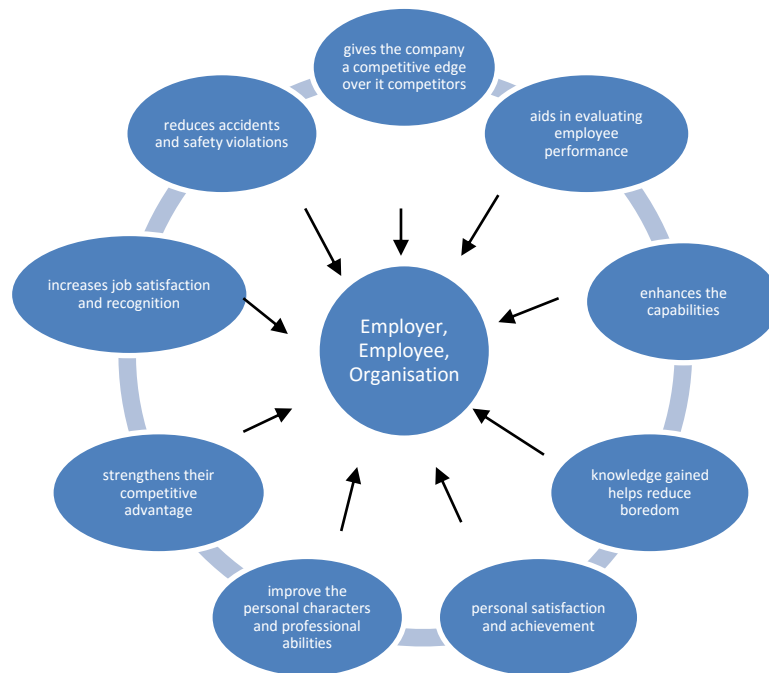 gives the company
a competitive edge
over it competitors
aids in evaluating
employee
performance
enhances the
capabilities
knowledge gained
helps reduce
boredom
personal satisfaction
and achievement
improve the
personal characters
and professional
abilities
strengthens their
competitive
advantage
increases job satisfaction
and recognition
reduces accidents
and safety violations
Employer,
Employee,
Organisation